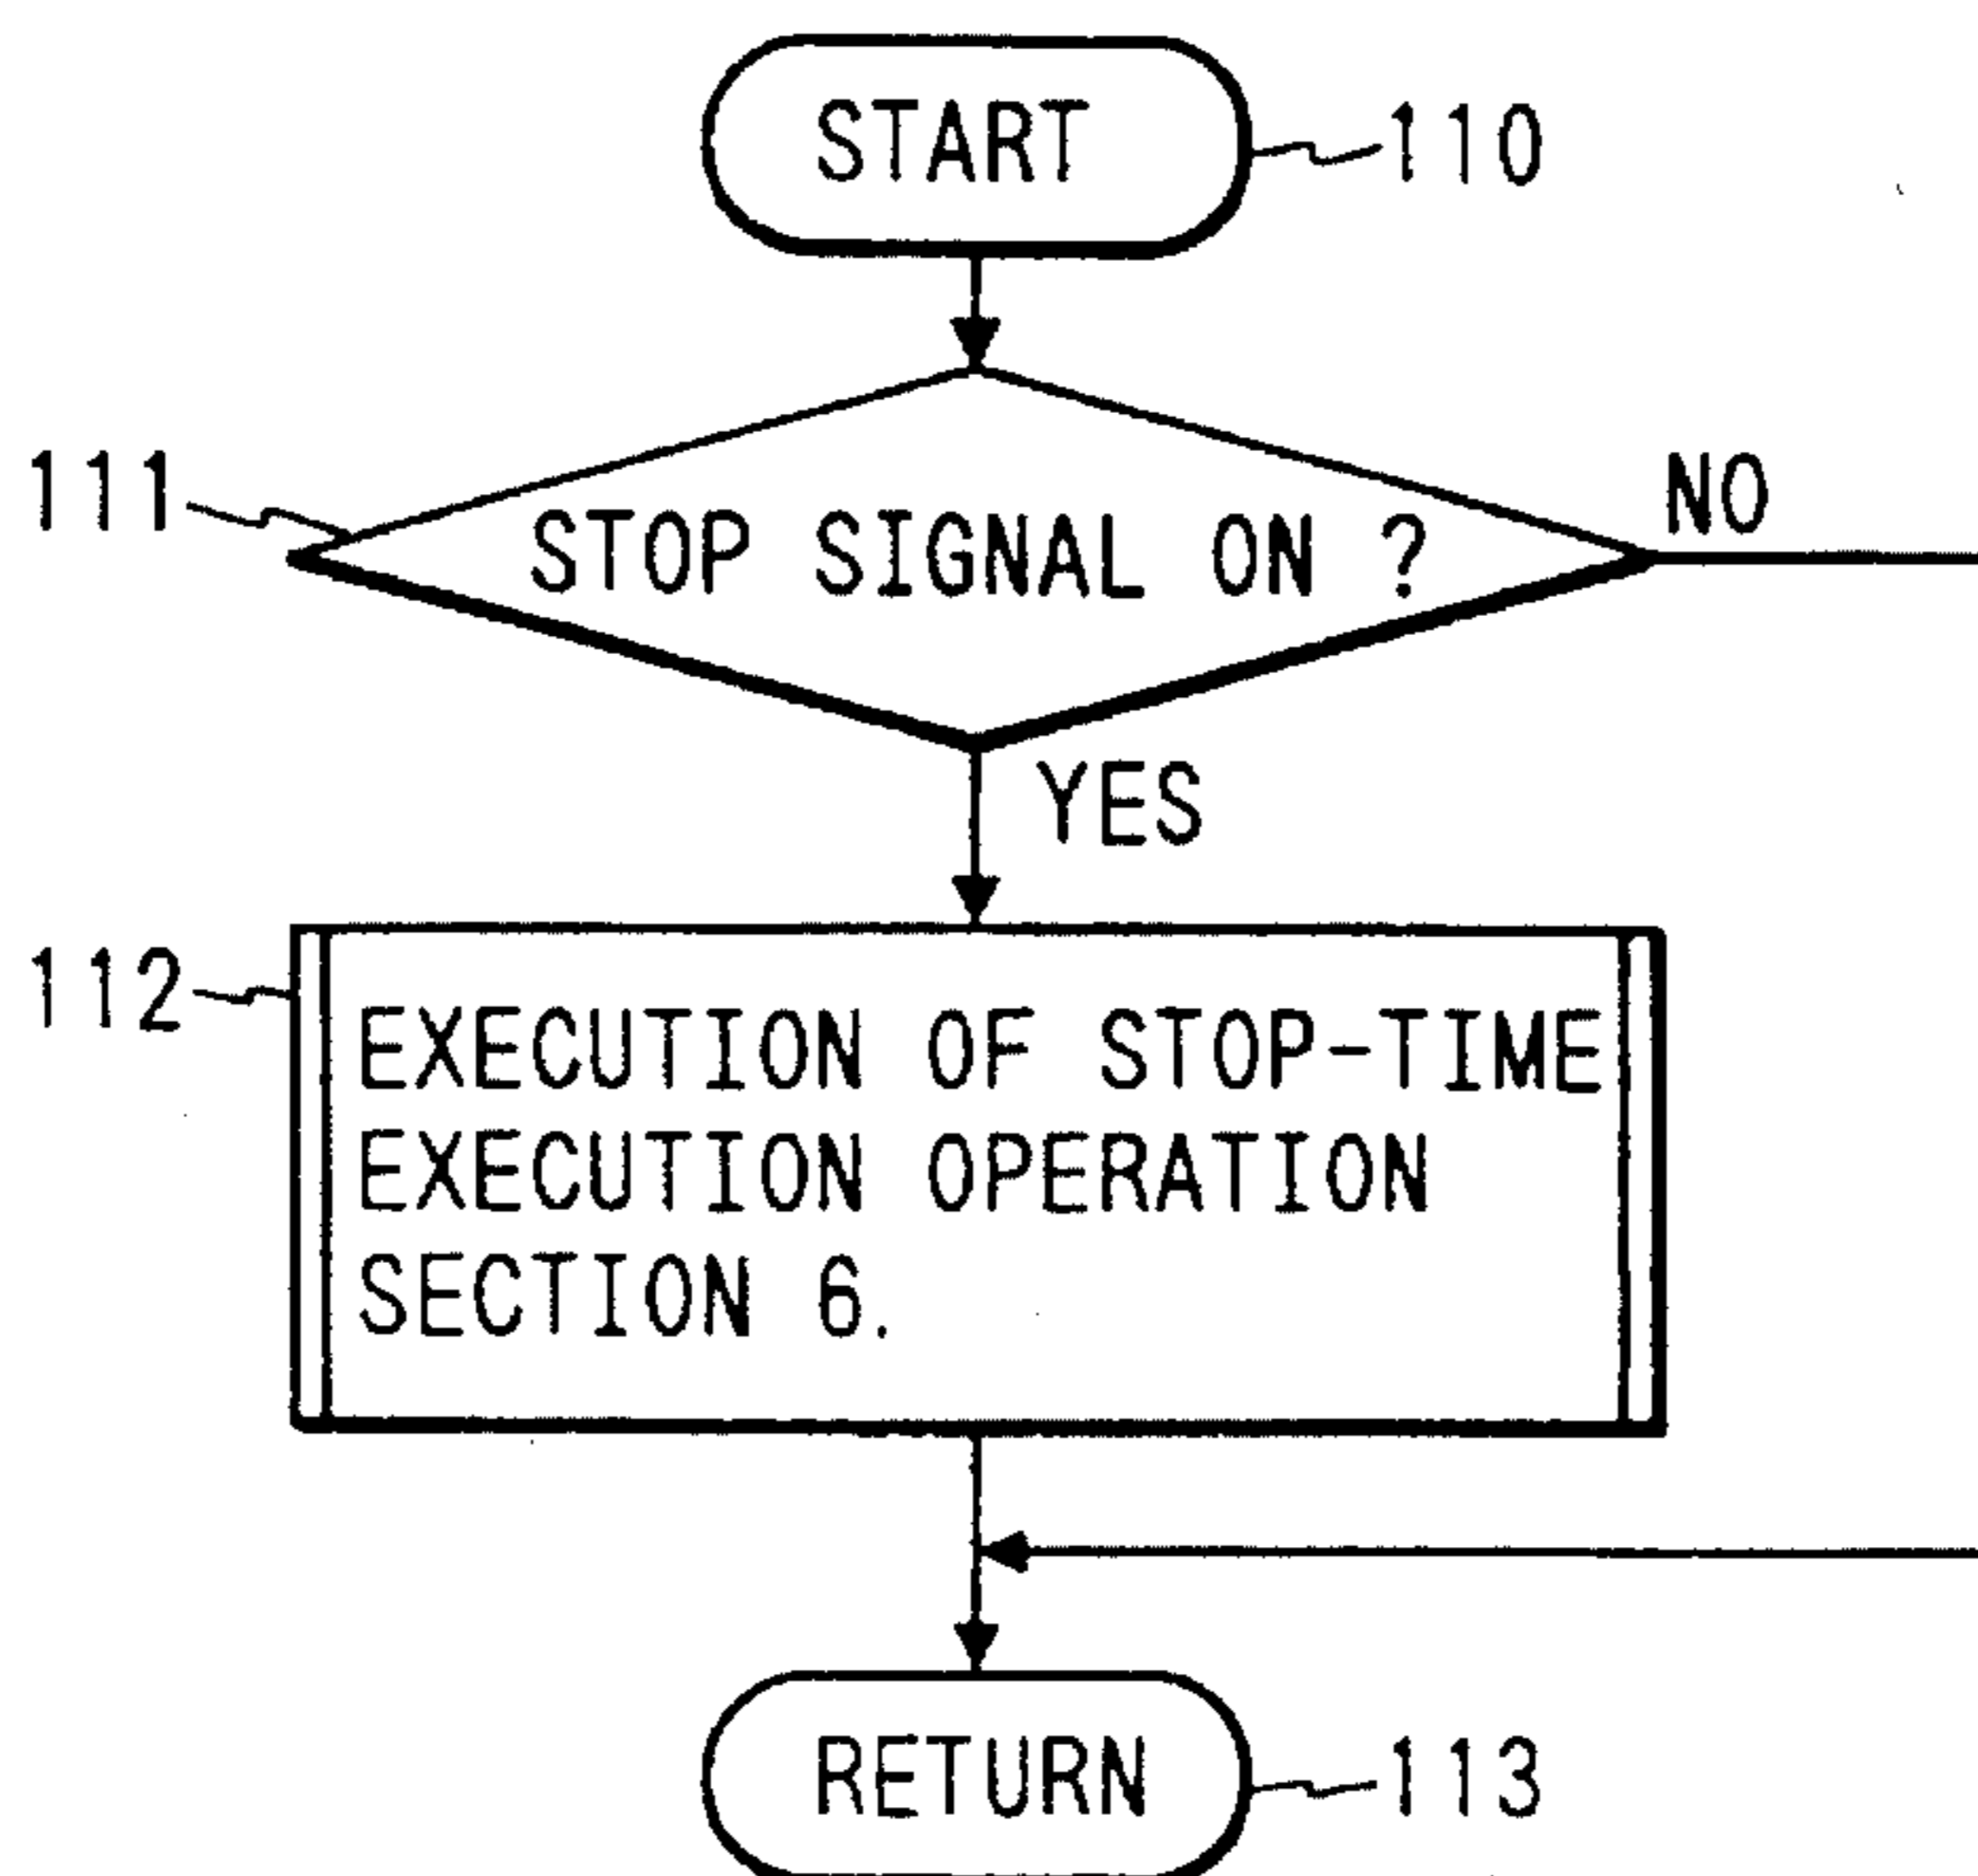 START
110
111
STOP SIGNAL ON ?
NO
YES
112
EXECUTION OF STOP-TIME
EXECUTION OPERATION
SECTION 6.
RETURN
113